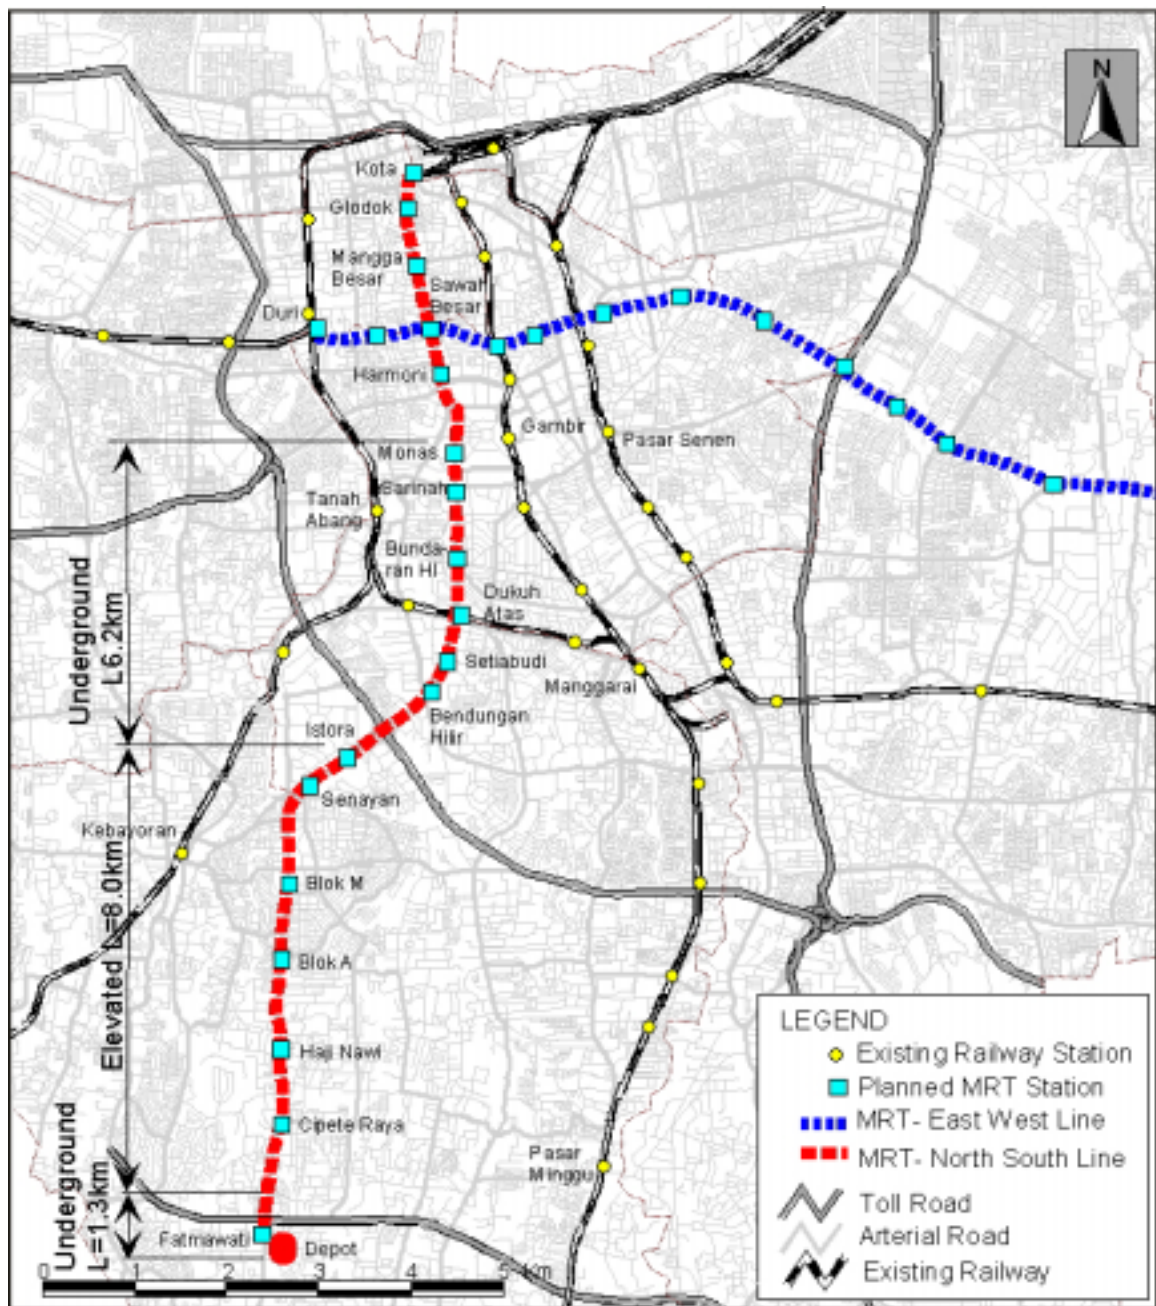 N
Kota
Glodok
Mangga
Besar
Sawah
Besar
Duri
Harmoni
Gambir
Pasar Senen
Monas
Sarinah
Tanah
Abang
Bunda-
ran HI
Dukuh
Atas
Underground
L6.2km
Setiabudi
Manggarai
Bendungan
Hilir
Istora
Senayan
Kebayoran
Blok M
Elevated L=8.0km
Blok A
Haji Nawi
Cipete Raya
Pasar
Minggu
Underground
L=1.3km
Fatmawati
Depot
0 1 2 3 4 5 Km
LEGEND
Existing Railway Station
Planned MRT Station
MRT- East West Line
MRT- North South Line
Toll Road
Arterial Road
Existing Railway